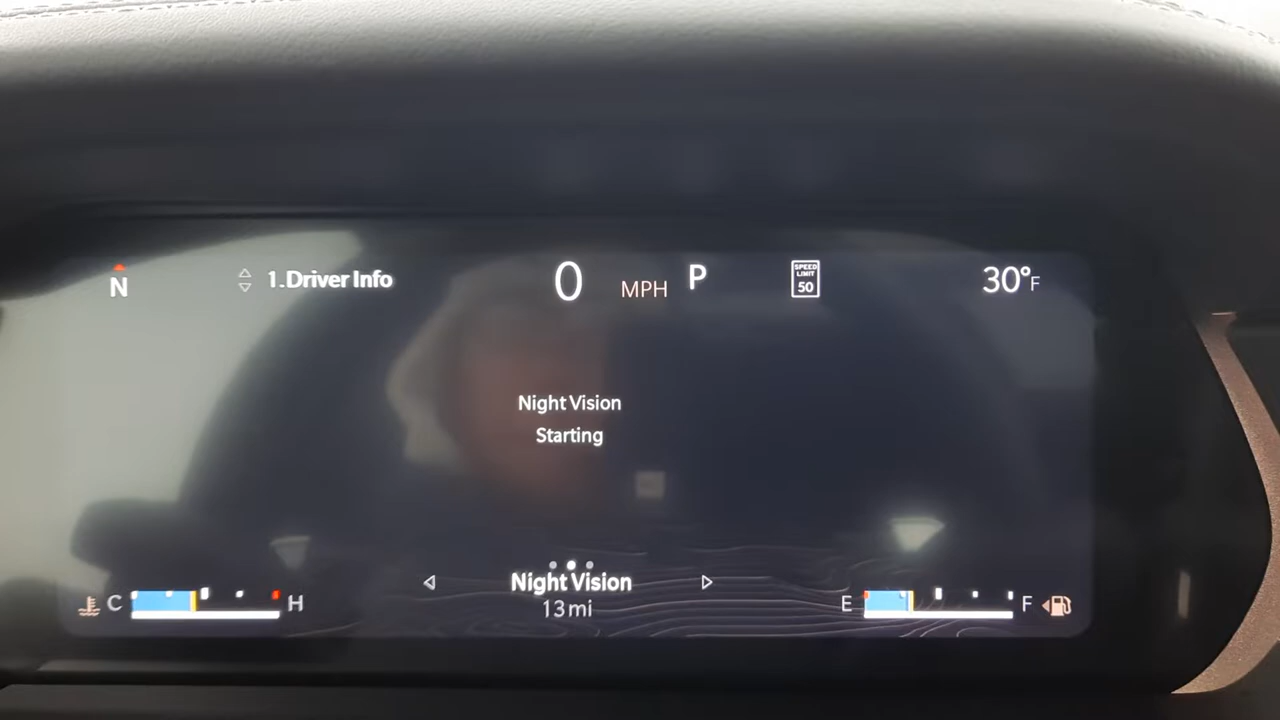 N
1.Driver Info
0 MPH P
SPEED
LIMIT
50
30°F
Night Vision
Starting
Night Vision
13 mi
C H
E F